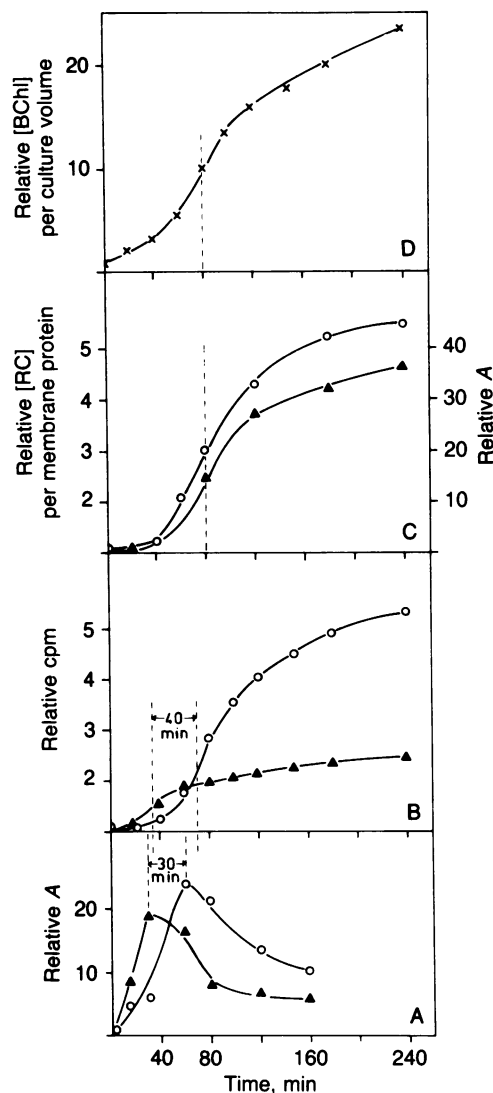 Relative [BChl]
per culture volume
20
10
D
Relative [RC]
per membrane protein
5
4
3
2
40
30
20
10
Relative A
C
Relative cpm
5
4
3
2
40
min
B
Relative A
20
10
30
min
A
40 80 160 240
Time, min